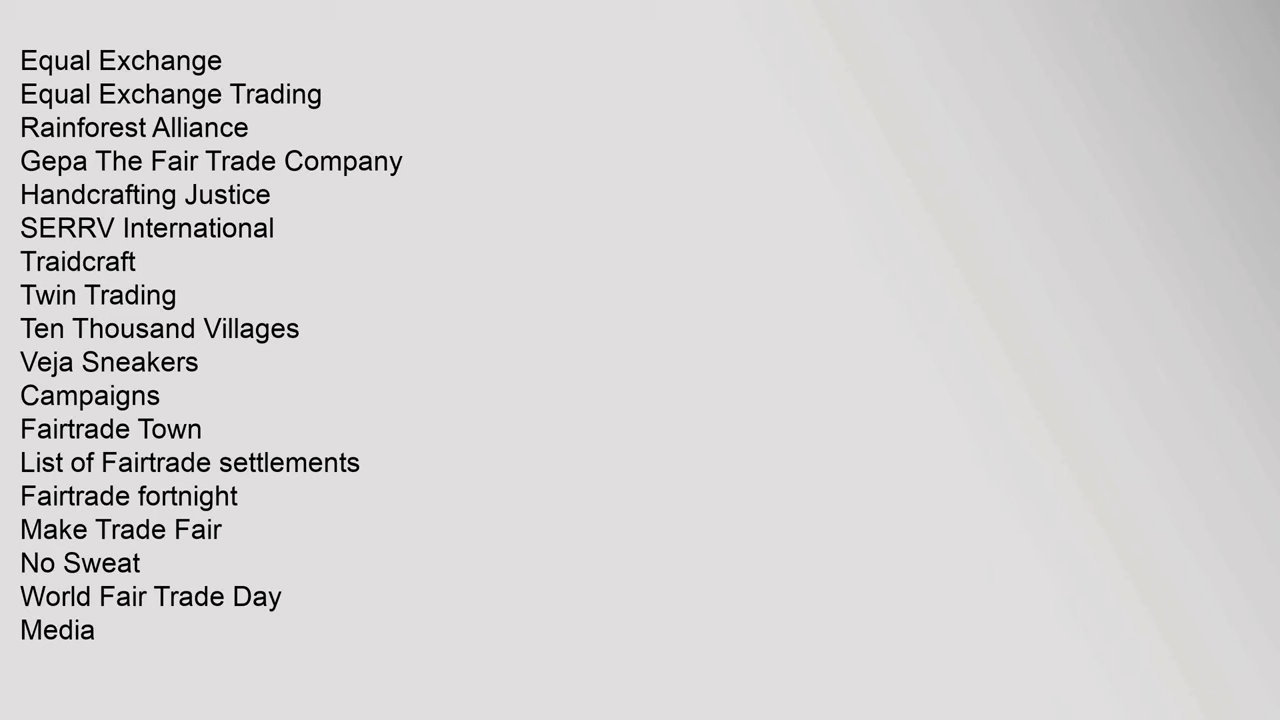 Equal Exchange
Equal Exchange Trading
Rainforest Alliance
Gepa The Fair Trade Company
Handcrafting Justice
SERRV International
Traidcraft
Twin Trading
Ten Thousand Villages
Veja Sneakers
Campaigns
Fairtrade Town
List of Fairtrade settlements
Fairtrade fortnight
Make Trade Fair
No Sweat
World Fair Trade Day
Media